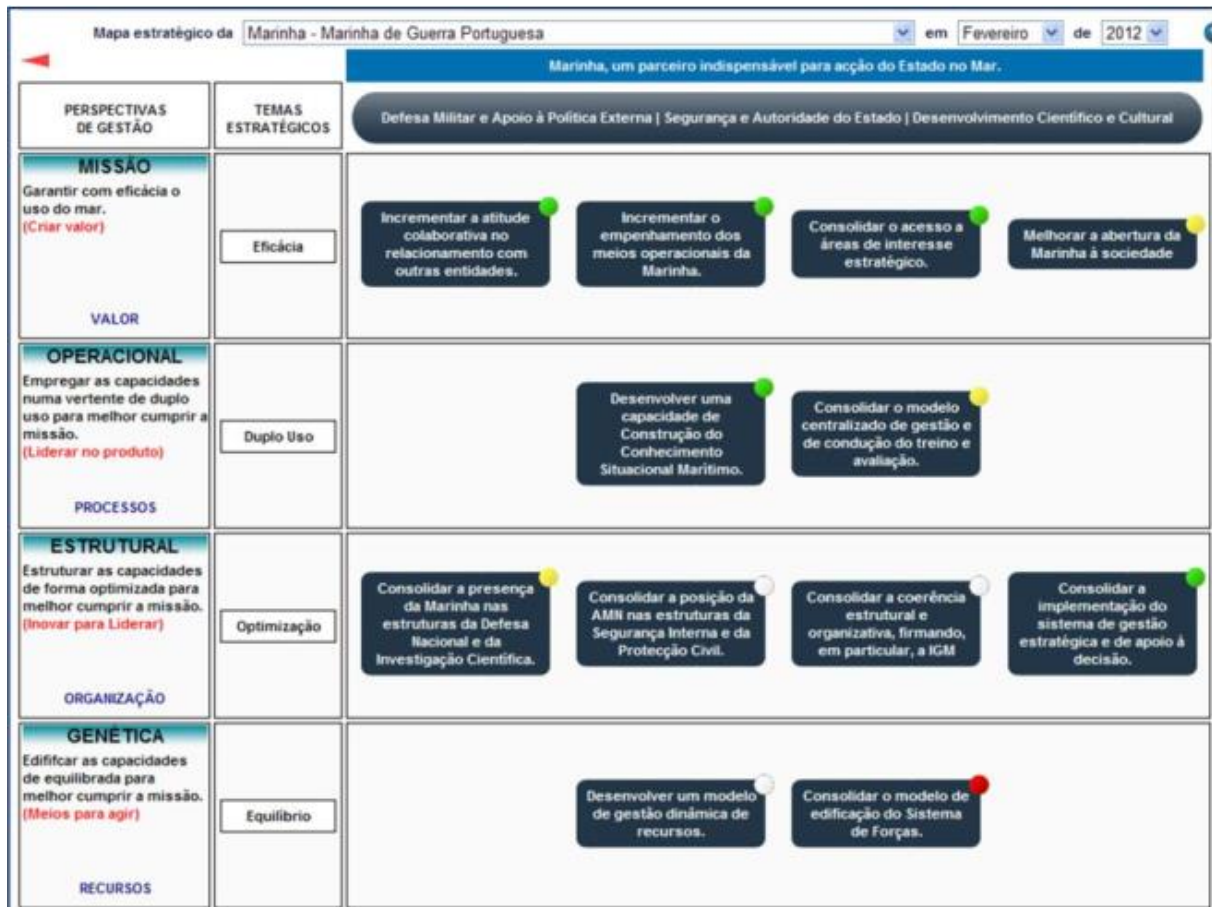 Mapa estratégico da Marinha - Marinha de Guerra Portuguesa em Fevereiro de 2012
Marinha, um parceiro indispensável para acção do Estado no Mar.
PERSPECTIVAS
DE GESTÃO
TEMAS
ESTRATÉGICOS
Defesa Militar e Apoio à Política Externa | Segurança e Autoridade do Estado | Desenvolvimento Científico e Cultural
MISSÃO
Garantir com eficácia o
uso do mar.
(Criar valor)
VALOR
Eficácia
Incrementar a atitude
colaborativa no
relacionamento com
outras entidades.
Incrementar o
empenhamento dos
meios operacionais da
Marinha.
Consolidar o acesso a
áreas de interesse
estratégico.
Melhorar a abertura da
Marinha à sociedade
OPERACIONAL
Empregar as capacidades
numa vertente de duplo
uso para melhor cumprir a
missão.
(Liderar no produto)
PROCESSOS
Duplo Uso
Desenvolver uma
capacidade de
Construção do
Conhecimento
Situacional Marítimo.
Consolidar o modelo
centralizado de gestão e
de condução do treino e
avaliação.
ESTRUTURAL
Estruturar as capacidades
de forma optimizada para
melhor cumprir a missão.
(Inovar para Liderar)
ORGANIZAÇÃO
Optimização
Consolidar a presença
da Marinha nas
estruturas da Defesa
Nacional e da
Investigação Científica.
Consolidar a posição da
AMN nas estruturas da
Segurança Interna e da
Protecção Civil.
Consolidar a coerência
estrutural e
organizativa, firmando,
em particular, a IGM
Consolidar a
implementação do
sistema de gestão
estratégica e de apoio à
decisão.
GENÉTICA
Edififcar as capacidades
de equilibrada para
melhor cumprir a missão.
(Meios para agir)
RECURSOS
Equilíbrio
Desenvolver um modelo
de gestão dinâmica de
recursos.
Consolidar o modelo de
edificação do Sistema
de Forças.